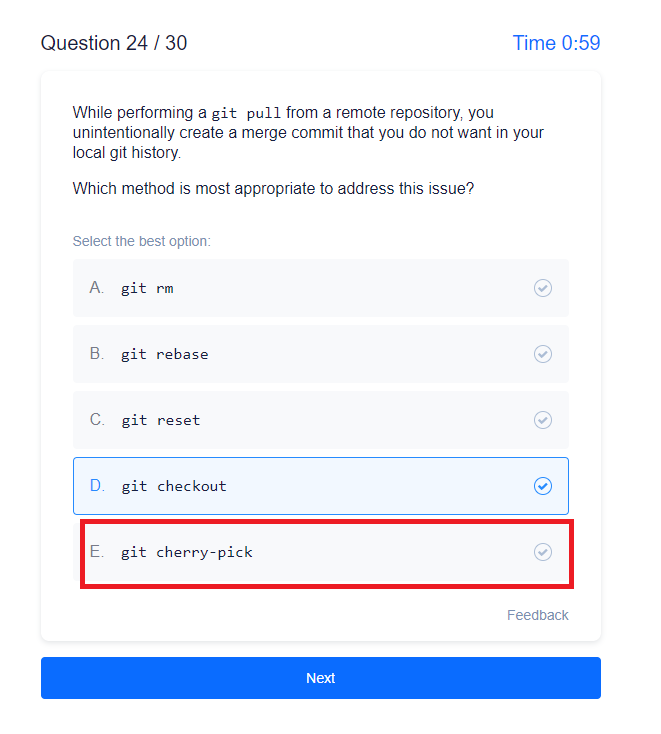 Question 24 / 30
Time 0:59
While performing a git pull from a remote repository, you
unintentionally create a merge commit that you do not want in your
local git history.
Which method is most appropriate to address this issue?
Select the best option:
A. git rm
B. git rebase
C. git reset
D. git checkout
E. git cherry-pick
Feedback
Next